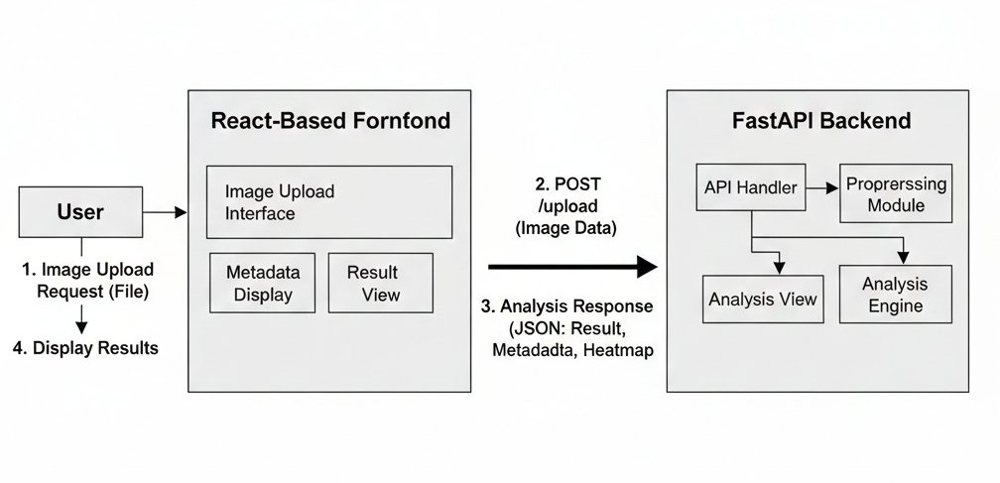 React-Based Fornfond
FastAPI Backend
User
Image Upload
Interface
Metadata
Display
Result
View
1. Image Upload
Request (File)
4. Display Results
2. POST
/upload
(Image Data)
3. Analysis Response
(JSON: Result,
Metadadta, Heatmap
API Handler
Proprerssing
Module
Analysis View
Analysis
Engine